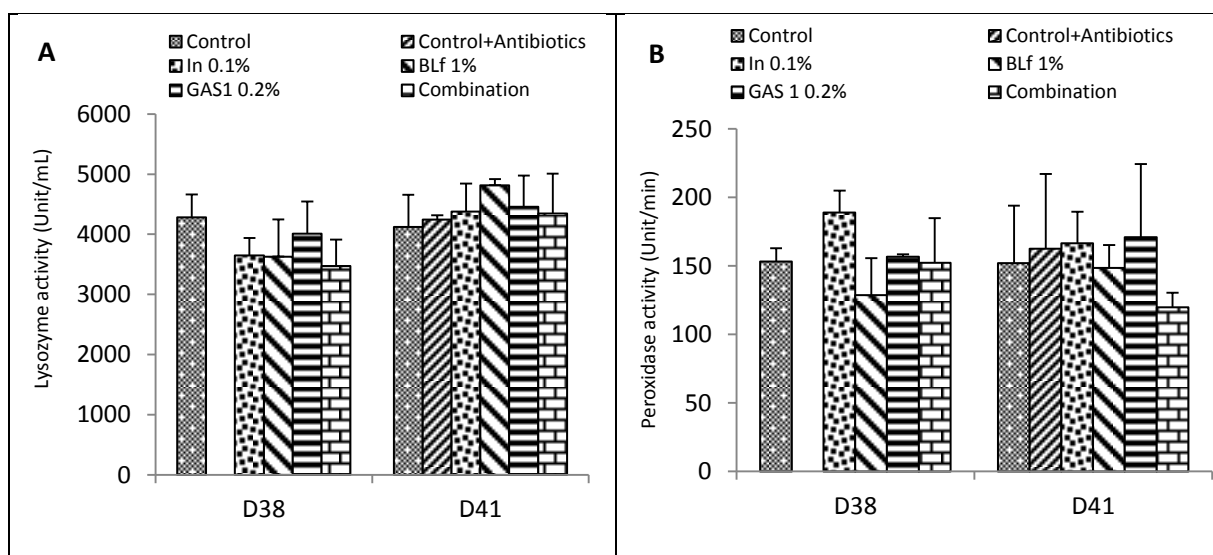 A
Control
Control+Antibiotics
In 0.1%
BLf 1%
GAS1 0.2%
Combination
Lysozyme activity (Unit/mL)
6000
5000
4000
3000
2000
1000
0
D38
D41
B
Control
Control+Antibiotics
In 0.1%
BLf 1%
GAS 1 0.2%
Combination
Peroxidase activity (Unit/min)
250
200
150
100
50
0
D38
D41